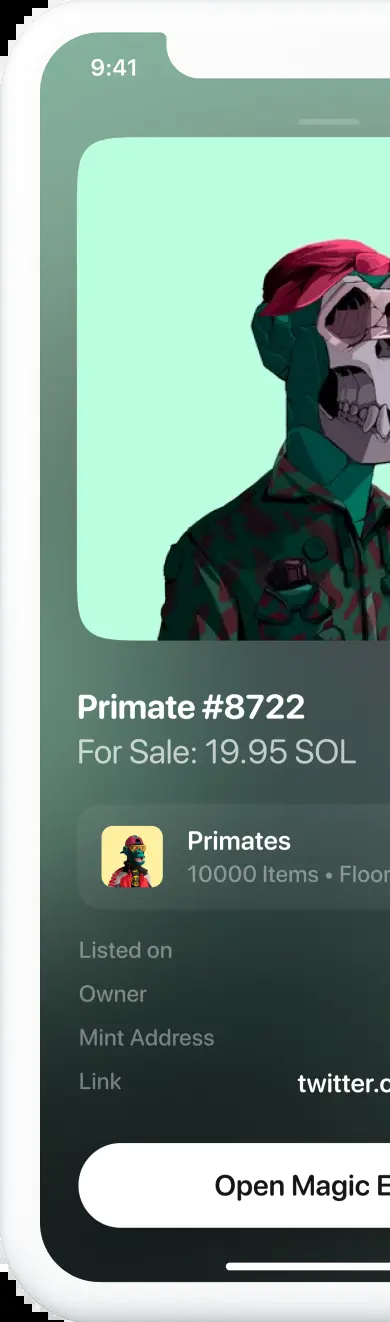 9:41
Primate #8722
For Sale: 19.95 SOL
Primates
10000 Items • Floor
Listed on
Owner
Mint Address
Link
twitter.c
Open Magic E